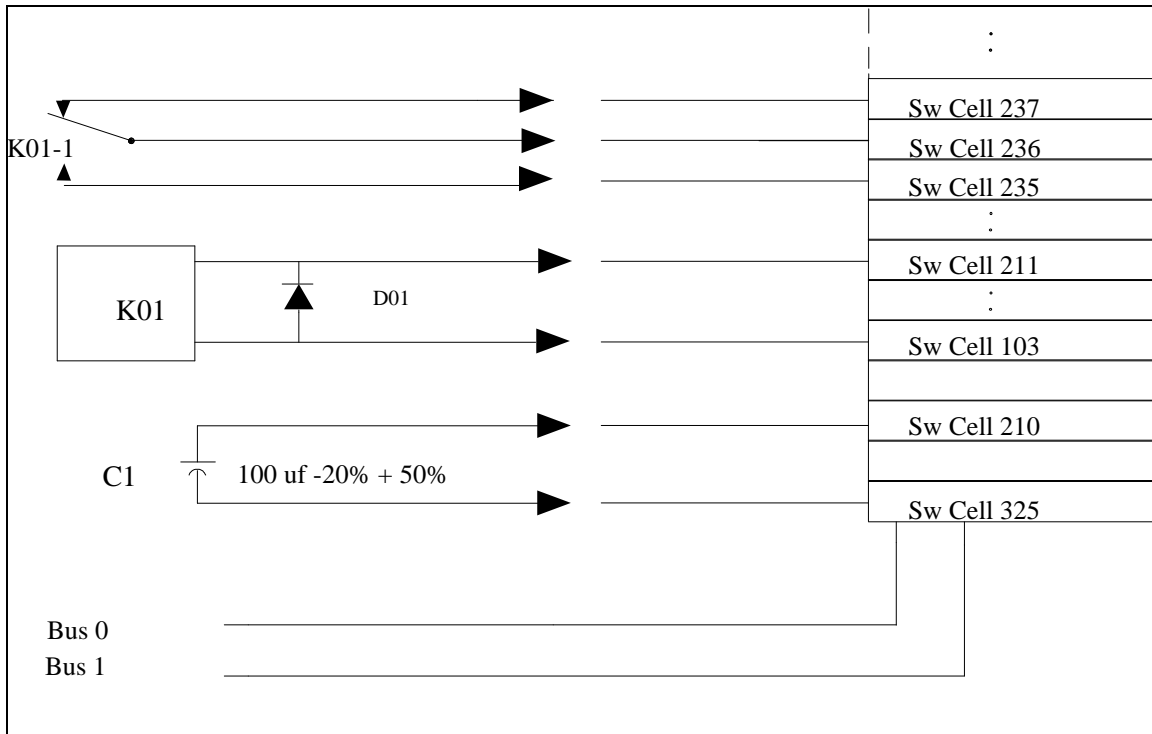 Sw Cell 237
K01-1
Sw Cell 236
Sw Cell 235
Sw Cell 211
K01
D01
Sw Cell 103
Sw Cell 210
C1
100 uf -20% + 50%
Sw Cell 325
Bus 0
Bus 1